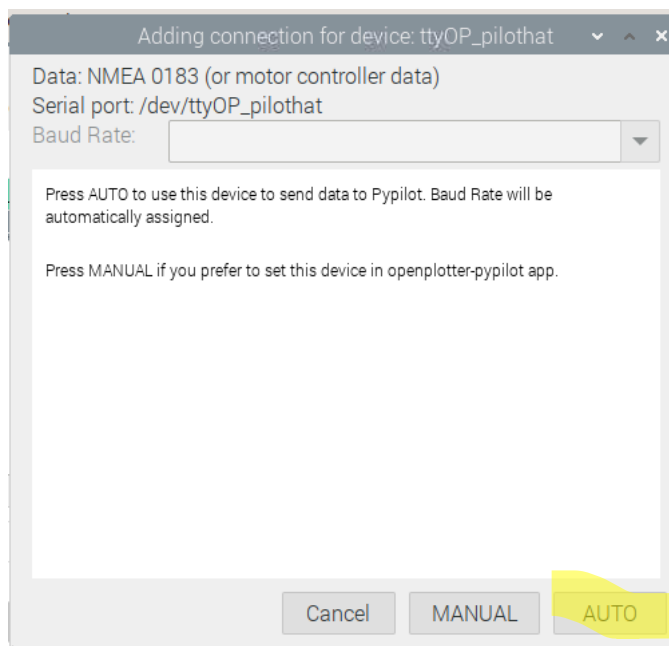 Adding connection for device: ttyOP_pilothat
Data: NMEA 0183 (or motor controller data)
Serial port: /dev/ttyOP_pilothat
Baud Rate:
Press AUTO to use this device to send data to Pypilot. Baud Rate will be
automatically assigned.
Press MANUAL if you prefer to set this device in openplotter-pypilot app.
Cancel MANUAL AUTO